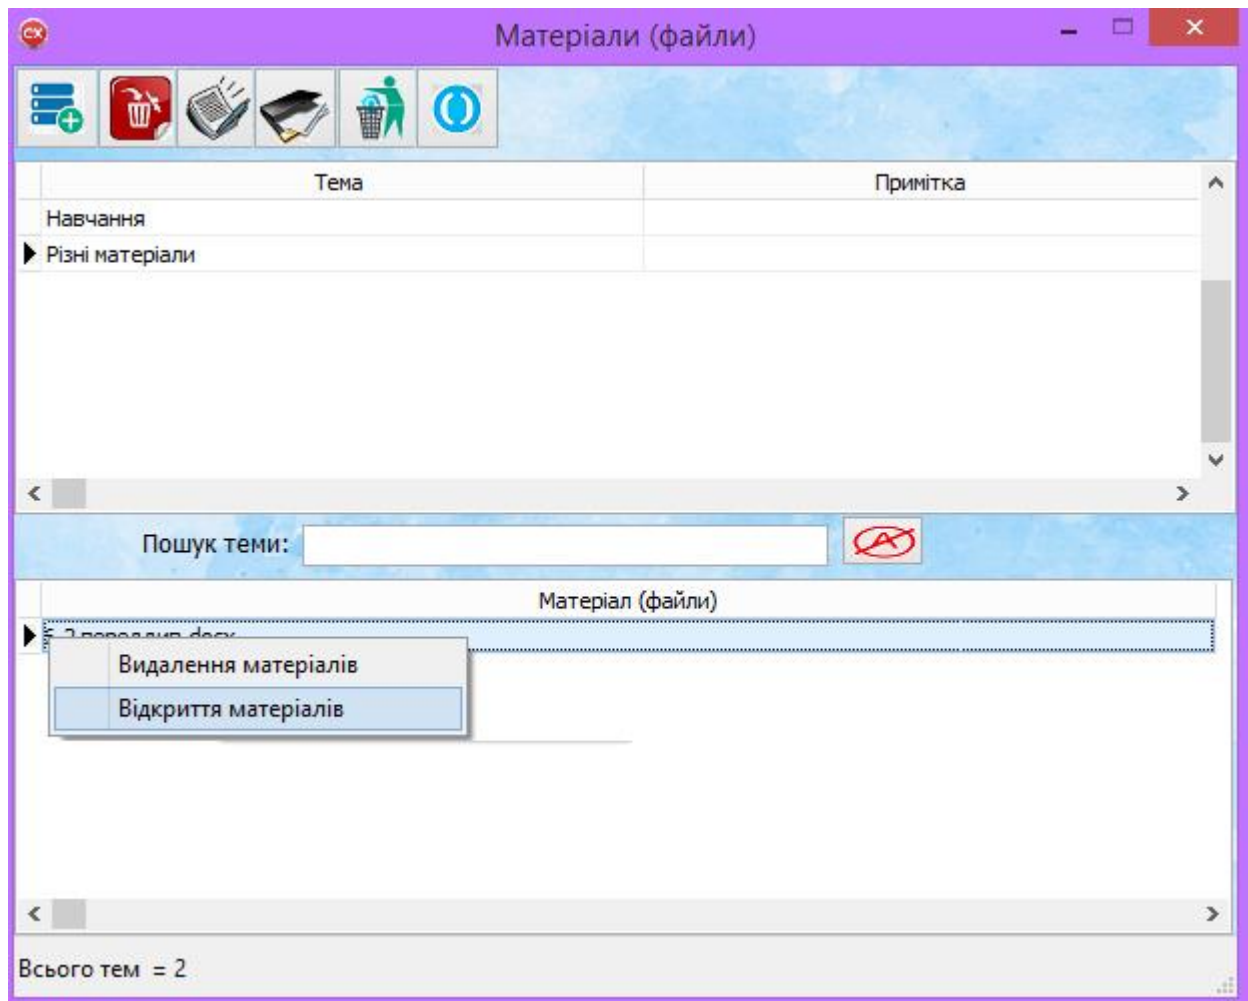 Матеріали (файли)
Тема Примітка
Навчання
Різні матеріали
Пошук теми:
Матеріал (файли)
Видалення матеріалів
Відкриття матеріалів
Всього тем = 2